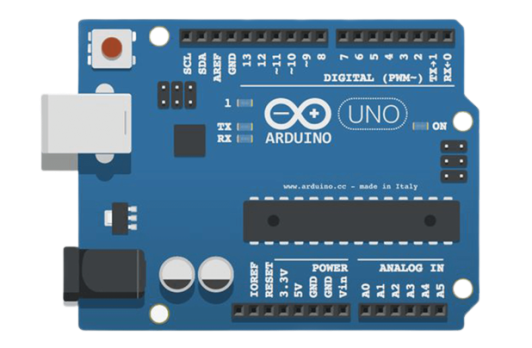 SCL
SDA
AREF
GND
13
12
~11
~10
~9
8
7
6
5
4
3
2
TX→1
RX←0
DIGITAL (PWM~)
1
TX
RX
ARDUINO
UNO
ON
www.arduino.cc - made in Italy
POWER
ANALOG IN
IOREF
RESET
3.3V
5V
GND
GND
Vin
A0
A1
A2
A3
A4
A5